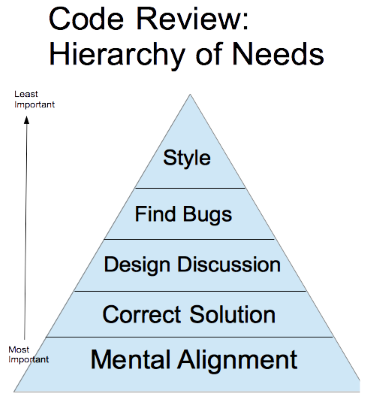 Code Review:
Hierarchy of Needs
Least
Important
Style
Find Bugs
Design Discussion
Correct Solution
Most
Important
Mental Alignment